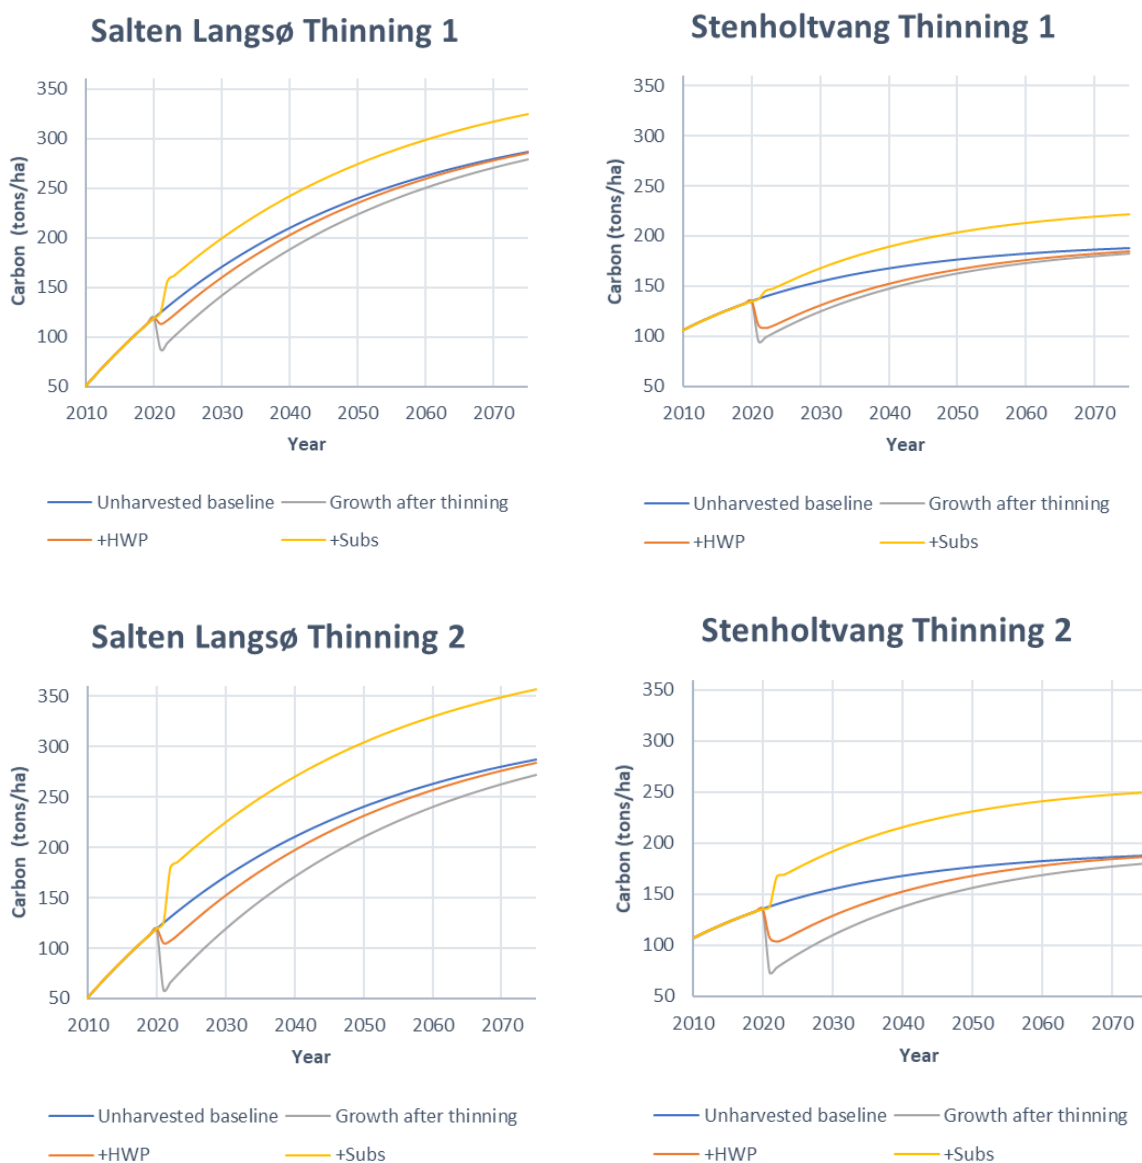 Salten Langsø Thinning 1
350
300
250
200
150
100
50
Carbon (tons/ha)
2010 2020 2030 2040 2050 2060 2070
Year
Unharvested baseline Growth after thinning
+HWP +Subs
Stenholtvang Thinning 1
350
300
250
200
150
100
50
Carbon (tons/ha)
2010 2020 2030 2040 2050 2060 2070
Year
Unharvested baseline Growth after thinning
+HWP +Subs
Salten Langsø Thinning 2
350
300
250
200
150
100
50
Carbon (tons/ha)
2010 2020 2030 2040 2050 2060 2070
Year
Unharvested baseline Growth after thinning
+HWP +Subs
Stenholtvang Thinning 2
350
300
250
200
150
100
50
Carbon (tons/ha)
2010 2020 2030 2040 2050 2060 2070
Year
Unharvested baseline Growth after thinning
+HWP +Subs